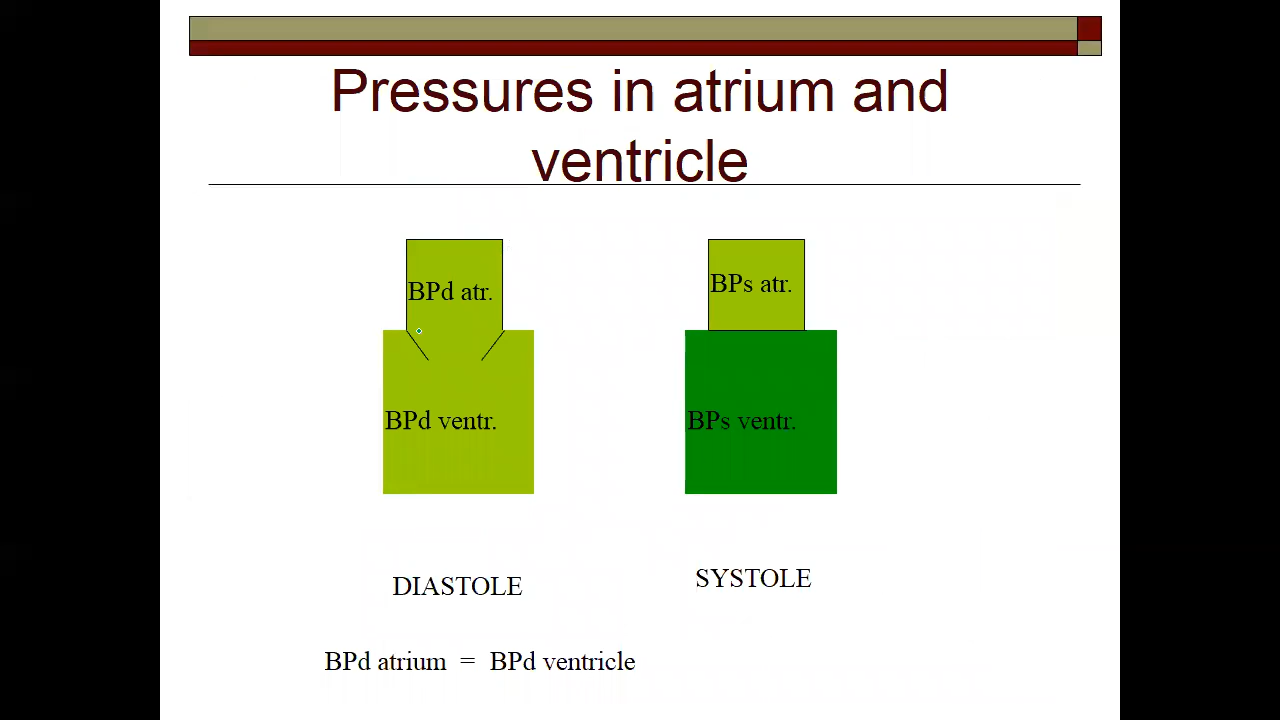 Pressures in atrium and
ventricle
BPd atr.
BPs atr.
BPd ventr.
BPs ventr.
DIASTOLE
SYSTOLE
BPd atrium = BPd ventricle